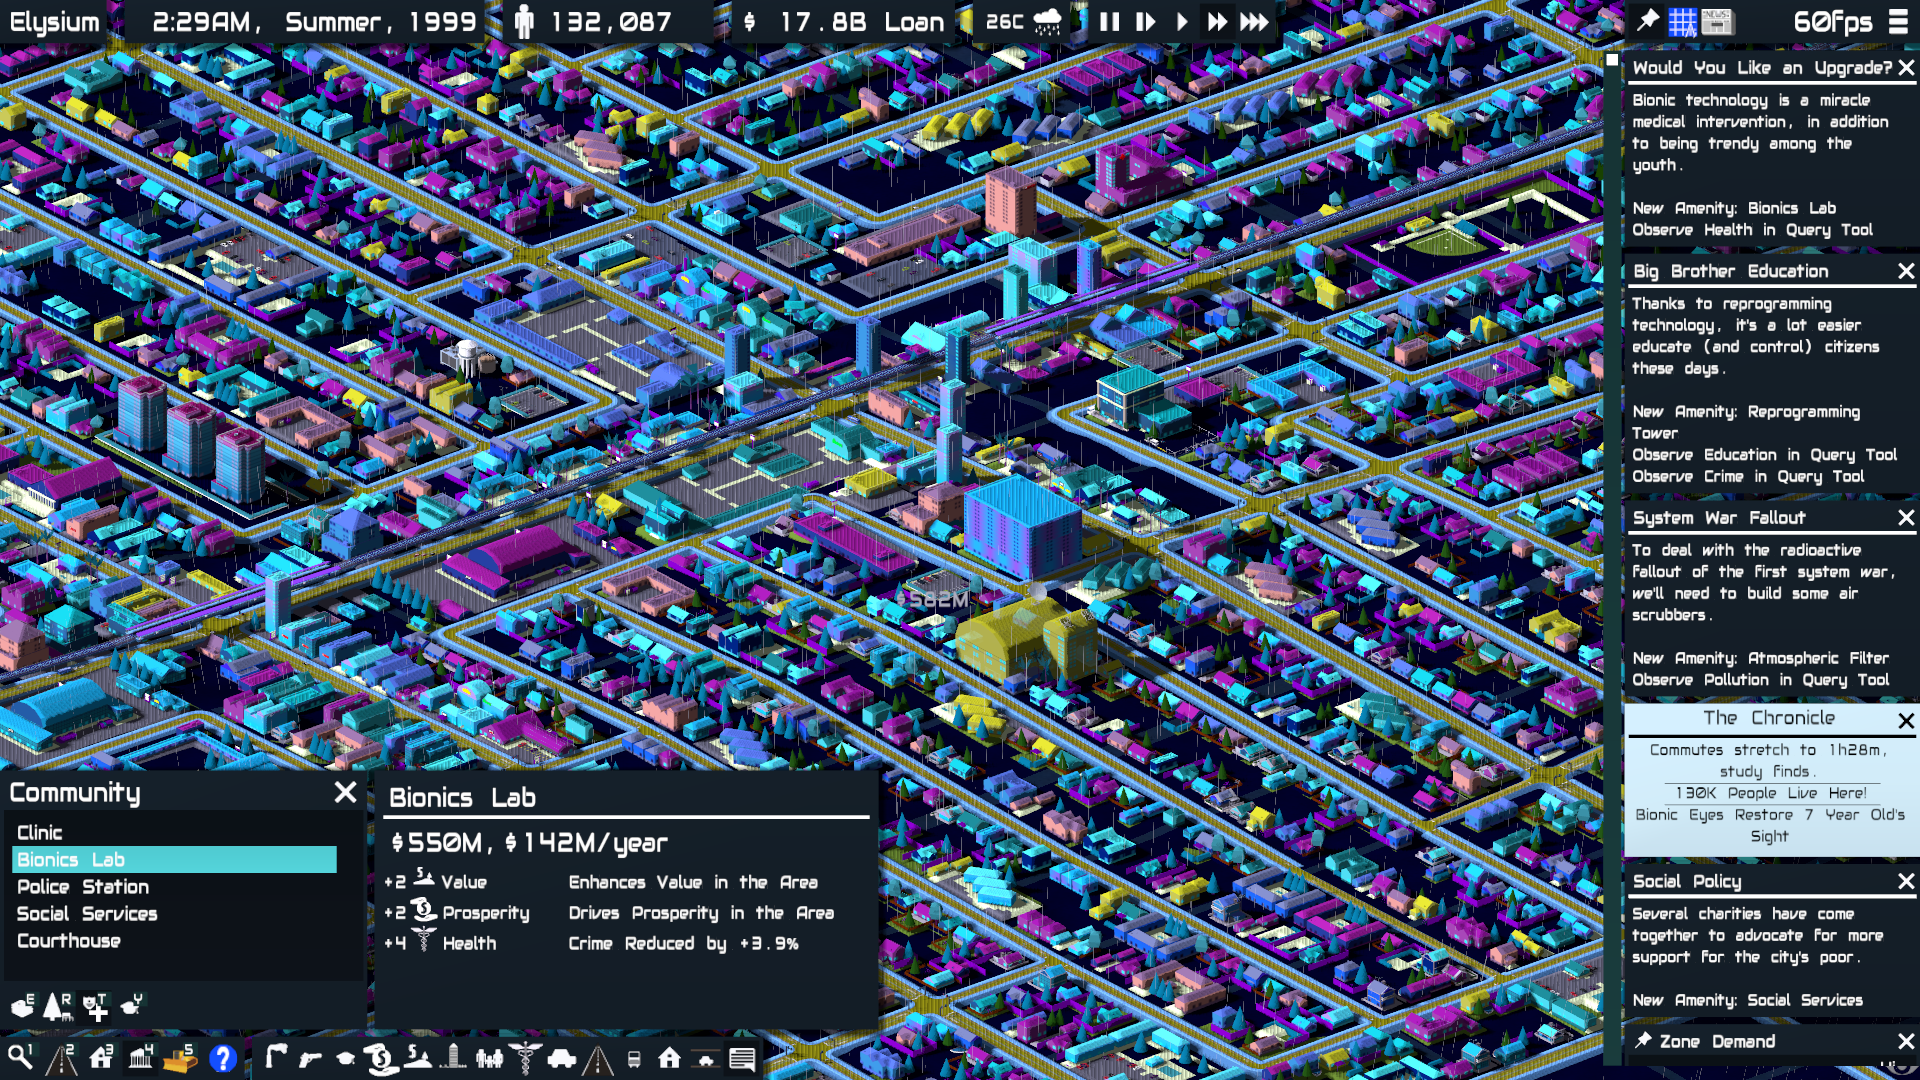 Elysium
2:29AM, Summer, 1999
132,087
$ 17.8B Loan
26C
60fps
Would You Like an Upgrade?
Bionic technology is a miracle
medical intervention, in addition
to being trendy among the
youth.
New Amenity: Bionics Lab
Observe Health in Query Tool
Big Brother Education
Thanks to reprogramming
technology, it's a lot easier
educate (and control) citizens
these days.
New Amenity: Reprogramming
Tower
Observe Education in Query Tool
Observe Crime in Query Tool
System War Fallout
To deal with the radioactive
fallout of the first system war,
we'll need to build some air
scrubbers.
New Amenity: Atmospheric Filter
Observe Pollution in Query Tool
The Chronicle
Commutes stretch to 1h28m,
study finds.
130K People Live Here!
Bionic Eyes Restore 7 Year Old's
Sight
Social Policy
Several charities have come
together to advocate for more
support for the city's poor.
New Amenity: Social Services
Zone Demand
$582M
Community
Clinic
Bionics Lab
Police Station
Social Services
Courthouse
E R T Y
Bionics Lab
$550M, $142M/year
+2 Value Enhances Value in the Area
+2 Prosperity Drives Prosperity in the Area
+4 Health Crime Reduced by +3.9%
1 2 3 4 5 ?